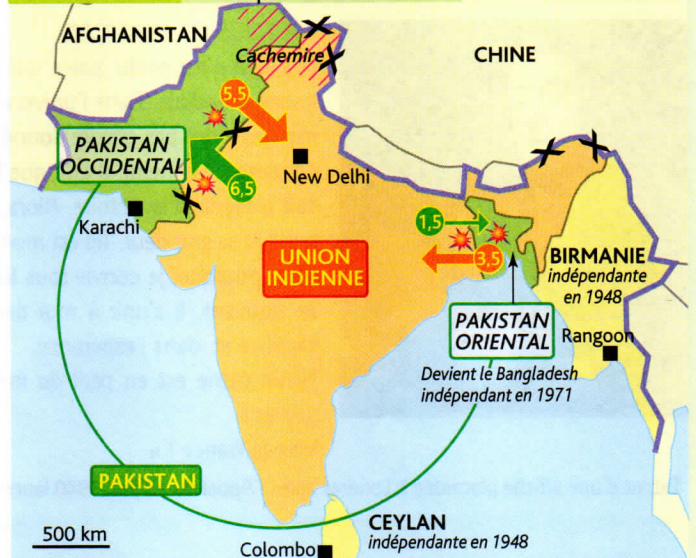 AFGHANISTAN
Cachemire
CHINE
5,5
PAKISTAN
OCCIDENTAL
6,5
New Delhi
Karachi
1,5
3,5
UNION
INDIENNE
BIRMANIE
indépendante
en 1948
PAKISTAN
ORIENTAL
Rangoon
Devient le Bangladesh
indépendant en 1971
PAKISTAN
500 km
CEYLAN
indépendante en 1948
Colombo